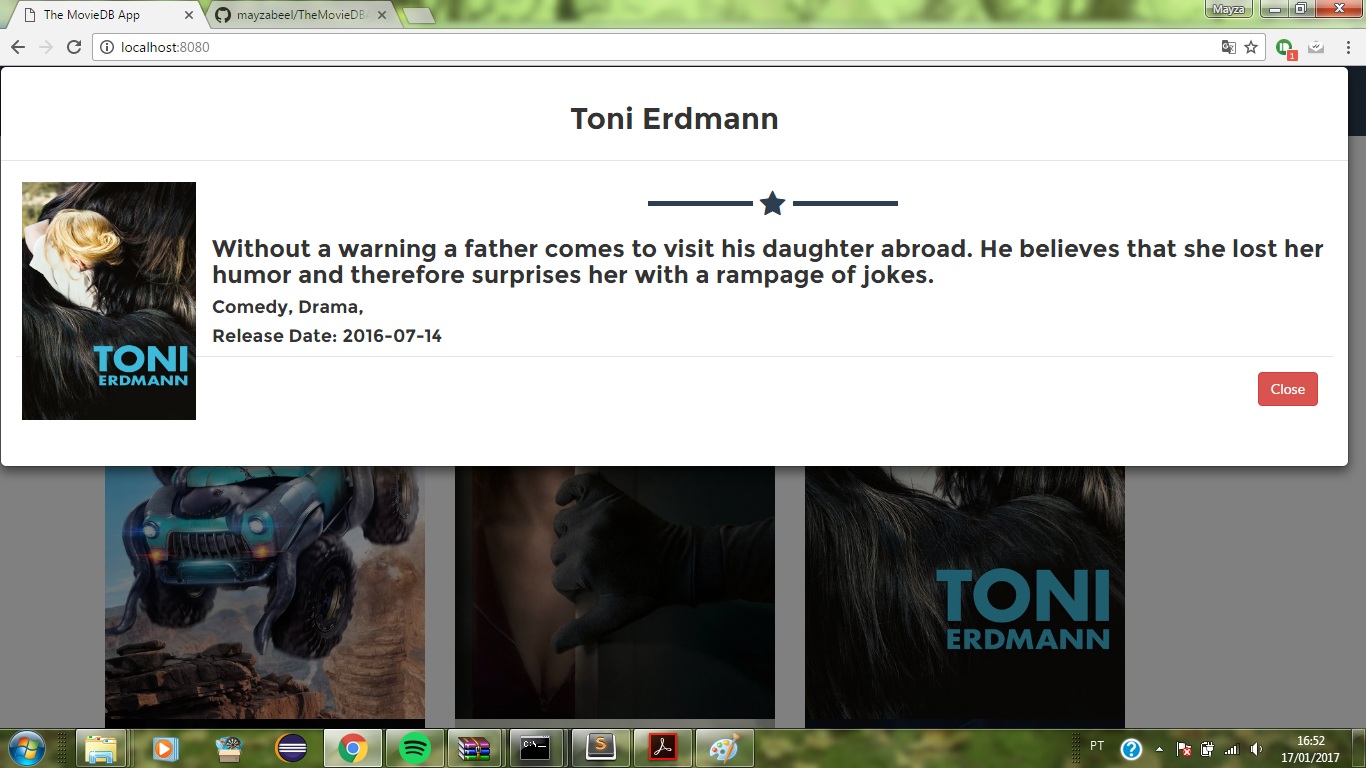 The MovieDB App
mayzabeel/TheMovieDB
Mayza
localhost:8080
1
Toni Erdmann
Without a warning a father comes to visit his daughter abroad. He believes that she lost her
humor and therefore surprises her with a rampage of jokes.
Comedy, Drama,
Release Date: 2016-07-14
TONI
ERDMANN
Close
TONI
ERDMANN
C:\
S
PT
16:52
17/01/2017